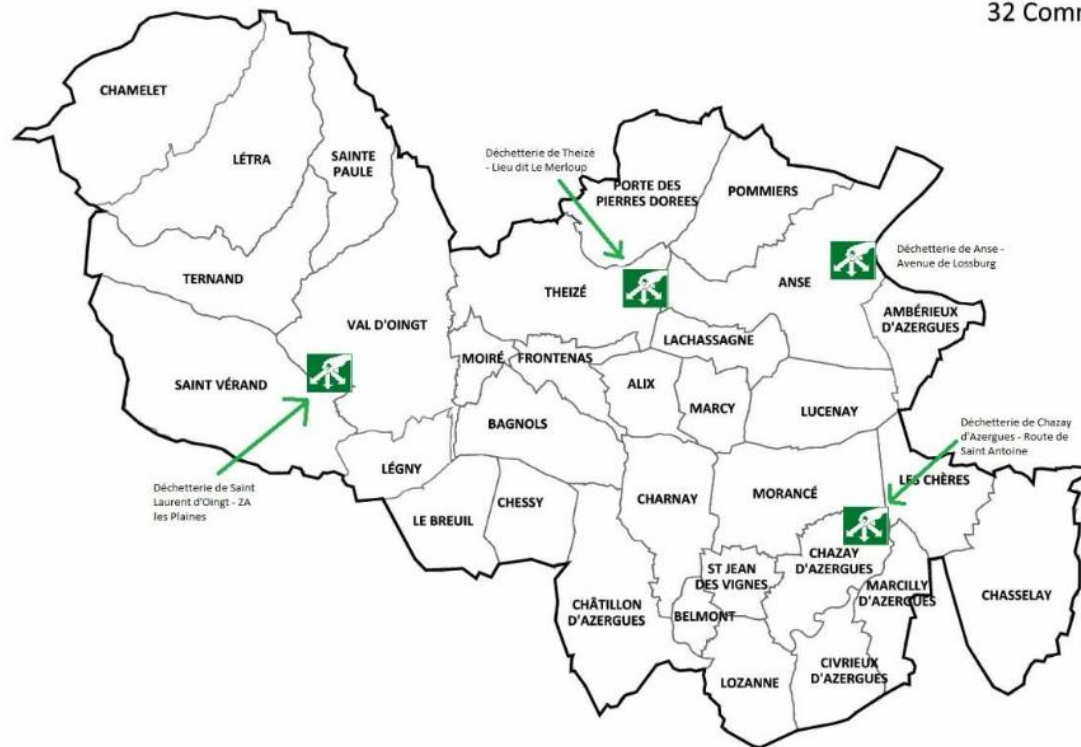 32 Comm
CHAMELET
LÉTRA
SAINTE
PAULE
Déchetterie de Theizé
- Lieu dit Le Merloup
PORTE DES
PIERRES DOREES
POMMIERS
Déchetterie de Anse -
Avenue de Lossburg
TERNAND
THEIZÉ
ANSE
AMBÉRIEUX
D'AZERGUES
VAL D'OINGT
LACHASSAGNE
MOIRÉ
FRONTENAS
SAINT VÉRAND
ALIX
MARCY
LUCENAY
BAGNOLS
Déchetterie de Chazay
d'Azergues - Route de
Saint Antoine
LÉGNY
Déchetterie de Saint
Laurent d'Oingt - ZA
les Plaines
LE BREUIL
CHESSY
CHARNAY
MORANCÉ
LES CHÈRES
CHAZAY
D'AZERGUES
ST JEAN
DES VIGNES
MARCILLY
D'AZERGUES
CHASSELAY
CHÂTILLON
D'AZERGUES
BELMONT
LOZANNE
CIVRIEUX
D'AZERGUES